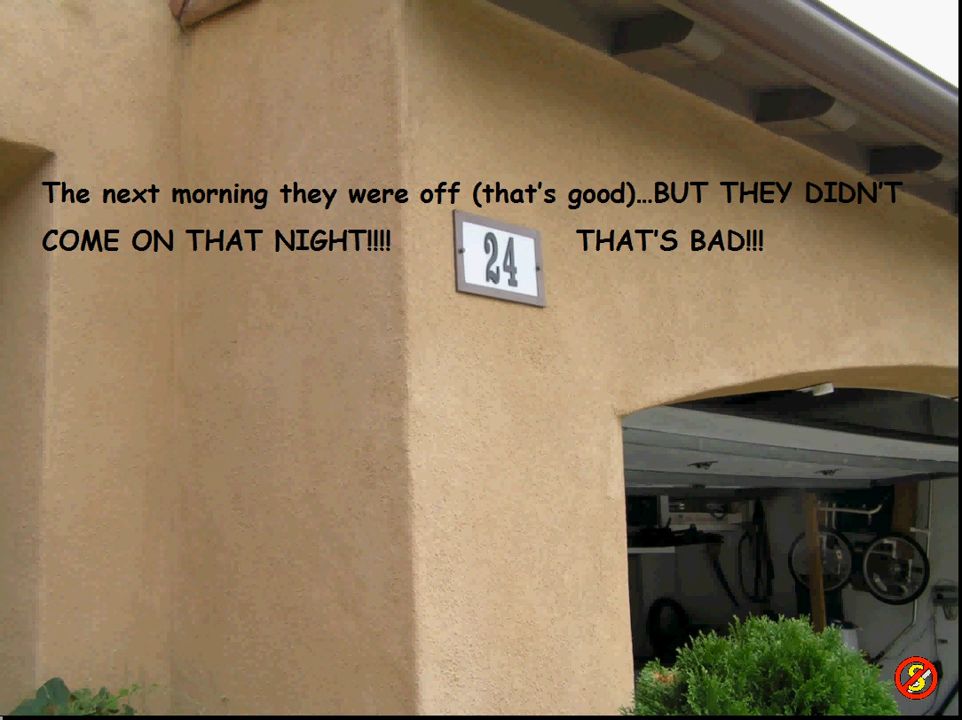 The next morning they were off (that's good)...BUT THEY DIDN'T
COME ON THAT NIGHT!!!! THAT'S BAD!!!
24
S